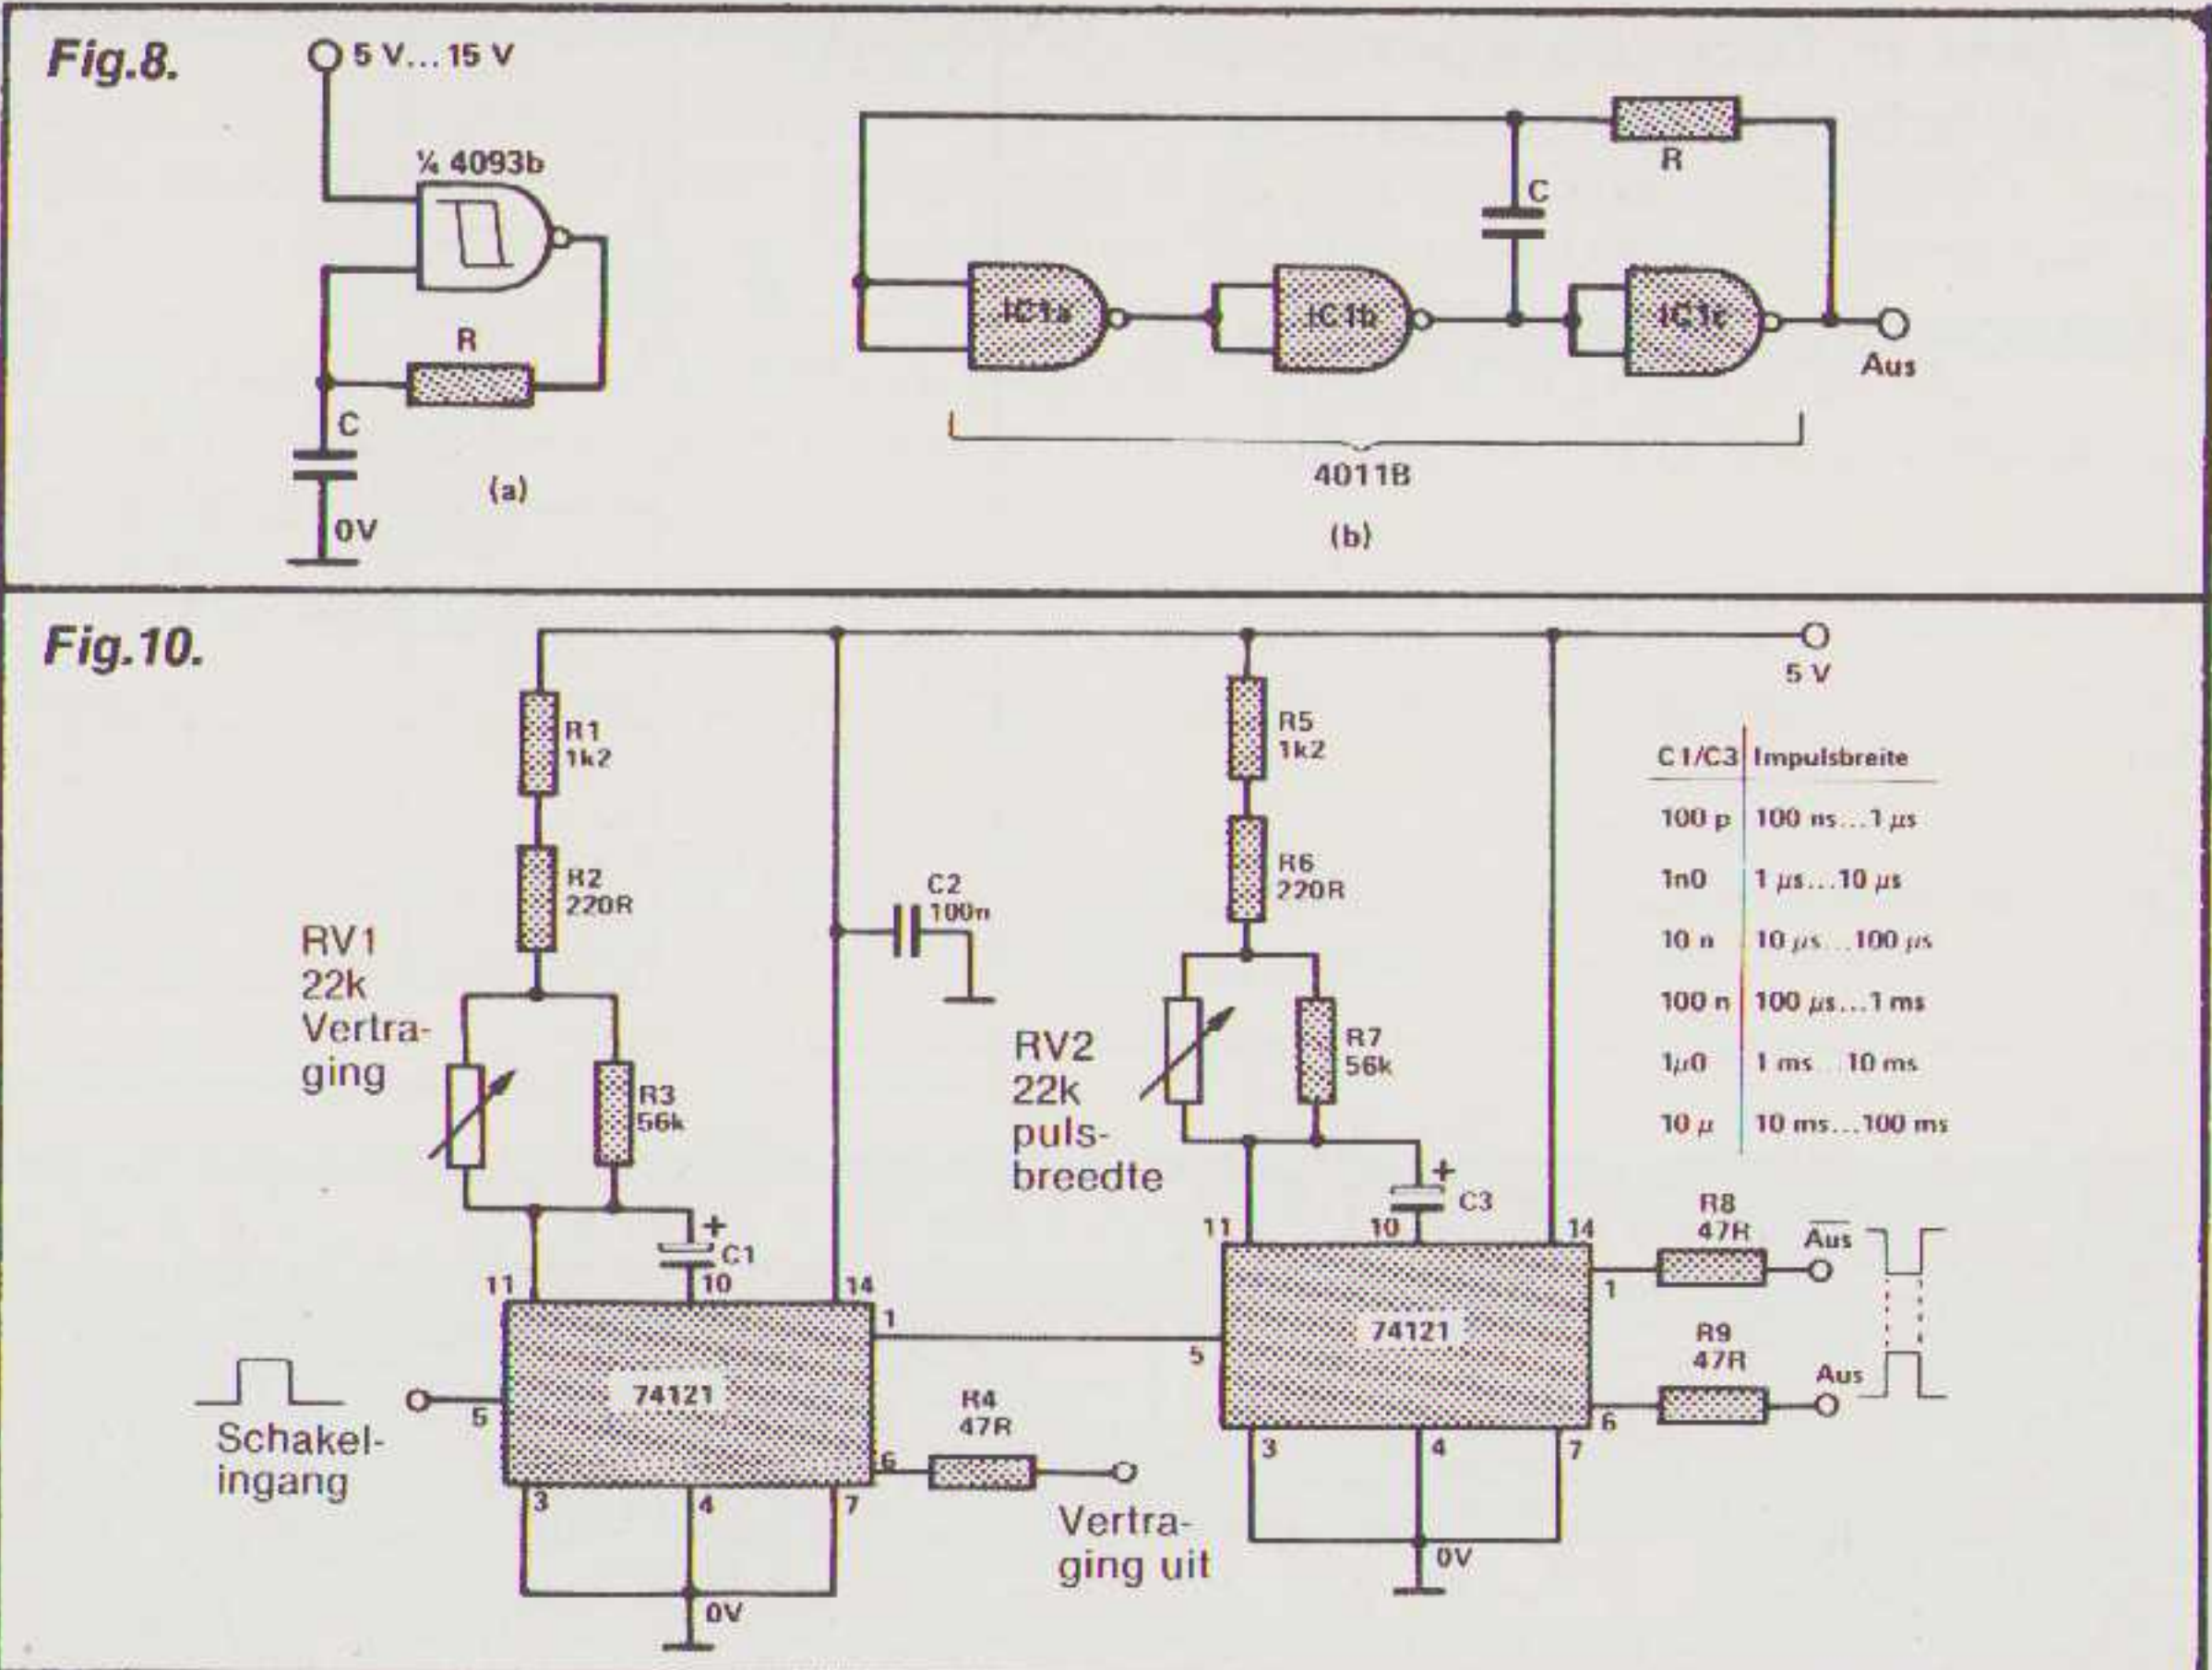 Fig.8.
5 V...15 V
¼ 4093b
R
C
0V
(a)
R
C
IC1a
IC1b
IC1c
Aus
4011B
(b)
Fig.10.
5 V
R1
1k2
R2
220R
RV1
22k
Vertra-
ging
R3
56k
C1
+
C2
100n
R5
1k2
R6
220R
RV2
22k
puls-
breedte
R7
56k
+
C3
C1/C3 Impulsbreite
100 p 100 ns...1 µs
1n0 1 µs...10 µs
10 n 10 µs...100 µs
100 n 100 µs...1 ms
1µ0 1 ms...10 ms
10 µ 10 ms...100 ms
11
10
14
1
5
74121
6
3
4
7
0V
Schakel-
ingang
R4
47R
Vertra-
ging uit
11
10
14
1
5
74121
6
3
4
7
0V
R8
47R
A̅u̅s̅
R9
47R
Aus